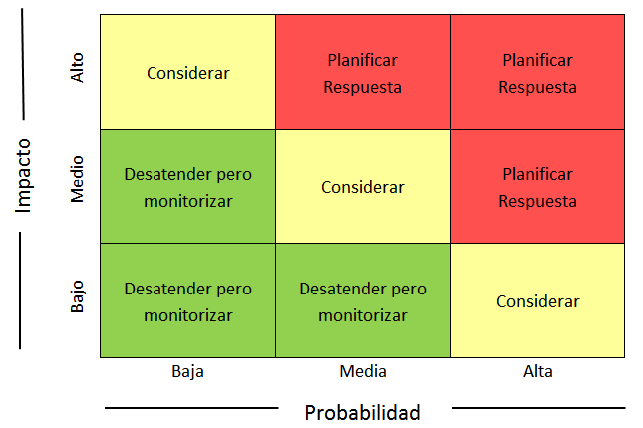 Impacto
Alto
Considerar
Planificar
Respuesta
Planificar
Respuesta
Medio
Desatender pero
monitorizar
Considerar
Planificar
Respuesta
Bajo
Desatender pero
monitorizar
Desatender pero
monitorizar
Considerar
Baja
Media
Alta
Probabilidad